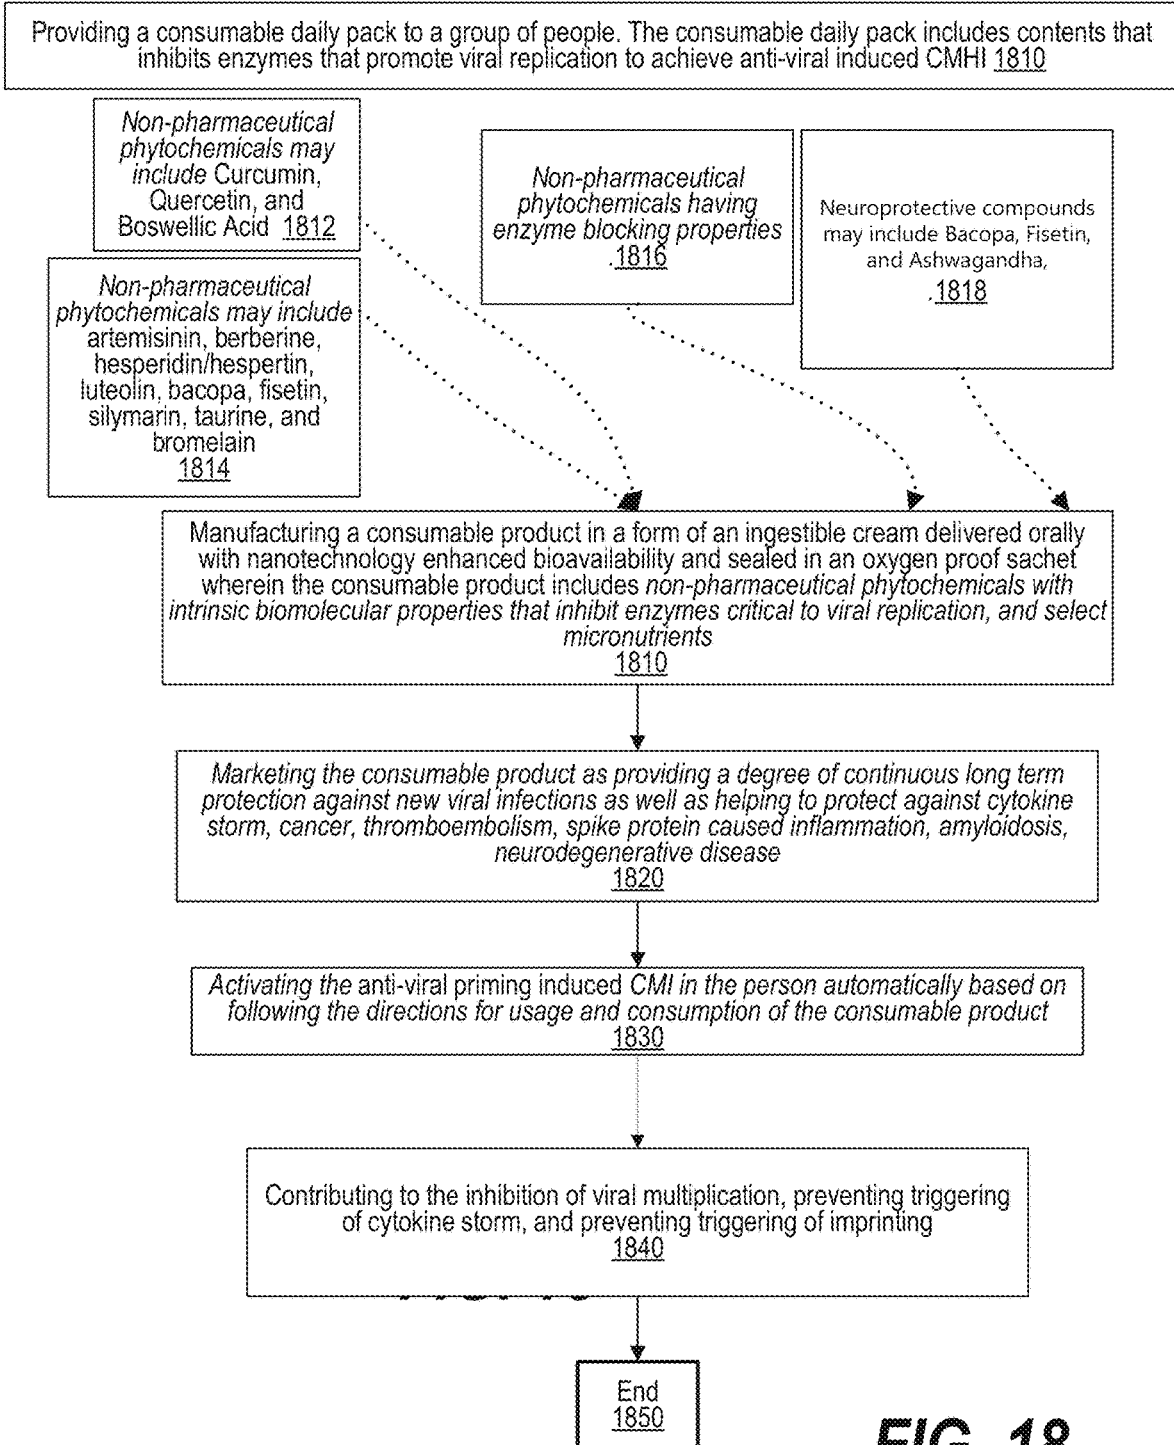 Providing a consumable daily pack to a group of people. The consumable daily pack includes contents that
inhibits enzymes that promote viral replication to achieve anti-viral induced CMHI 1810
Non-pharmaceutical
phytochemicals may
include Curcumin,
Quercetin, and
Boswellic Acid 1812
Non-pharmaceutical
phytochemicals may include
artemisinin, berberine,
hesperidin/hespertin,
luteolin, bacopa, fisetin,
silymarin, taurine, and
bromelain
1814
Non-pharmaceutical
phytochemicals having
enzyme blocking properties
.1816
Neuroprotective compounds
may include Bacopa, Fisetin,
and Ashwagandha,
.1818
Manufacturing a consumable product in a form of an ingestible cream delivered orally
with nanotechnology enhanced bioavailability and sealed in an oxygen proof sachet
wherein the consumable product includes non-pharmaceutical phytochemicals with
intrinsic biomolecular properties that inhibit enzymes critical to viral replication, and select
micronutrients
1810
Marketing the consumable product as providing a degree of continuous long term
protection against new viral infections as well as helping to protect against cytokine
storm, cancer, thromboembolism, spike protein caused inflammation, amyloidosis,
neurodegenerative disease
1820
Activating the anti-viral priming induced CMI in the person automatically based on
following the directions for usage and consumption of the consumable product
1830
Contributing to the inhibition of viral multiplication, preventing triggering
of cytokine storm, and preventing triggering of imprinting
1840
End
1850
FIG. 18